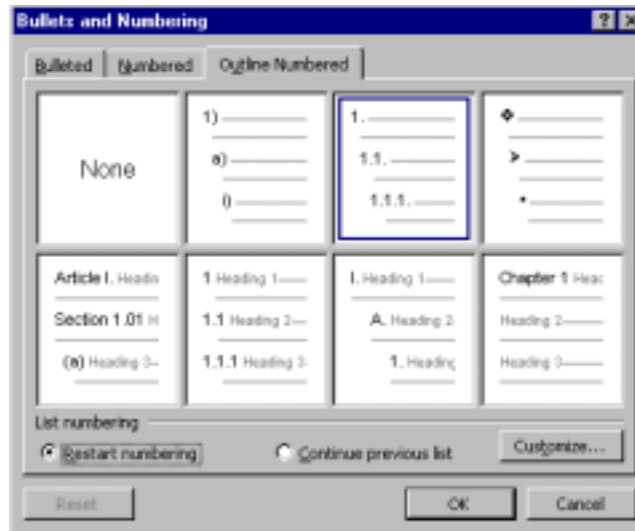 Bullets and Numbering
Bulleted
Numbered
Outline Numbered
None
1)
a)
i)
1.
1.1.
1.1.1.
Article I. Headin
Section 1.01 H
(a) Heading 3
1 Heading 1
1.1 Heading 2
1.1.1 Heading 3
I. Heading 1
A. Heading 2
1. Heading
Chapter 1 Heac
Heading 2
Heading 3
List numbering
Restart numbering
Continue previous list
Customize...
Reset
OK
Cancel